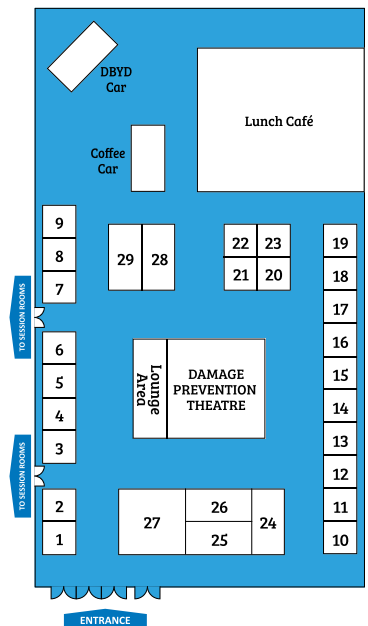 DBYD
Car
Lunch Café
Coffee
Car
9
8
7
29
28
22
23
21
20
19
18
17
16
15
14
13
12
11
10
TO SESSION ROOMS
6
5
4
3
Lounge
Area
DAMAGE
PREVENTION
THEATRE
TO SESSION ROOMS
2
1
27
26
25
24
ENTRANCE